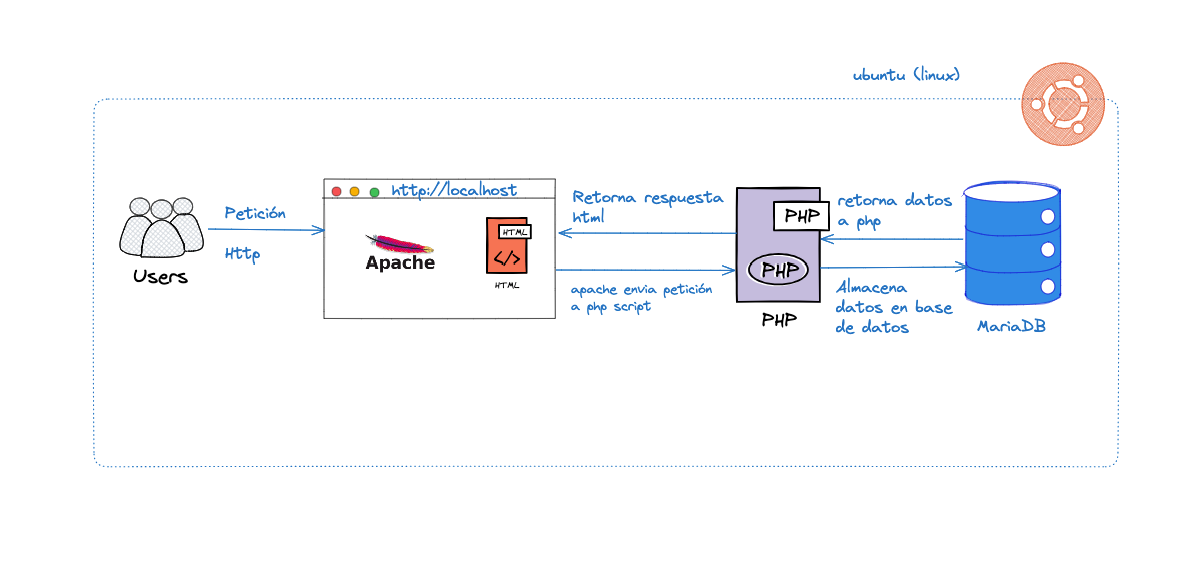 ubuntu (linux)
http://localhost
Petición
Http
Users
Apache
HTML
</>
HTML
Retorna respuesta
html
apache envia petición
a php script
PHP
PHP
PHP
retorna datos
a php
Almacena
datos en base
de datos
MariaDB